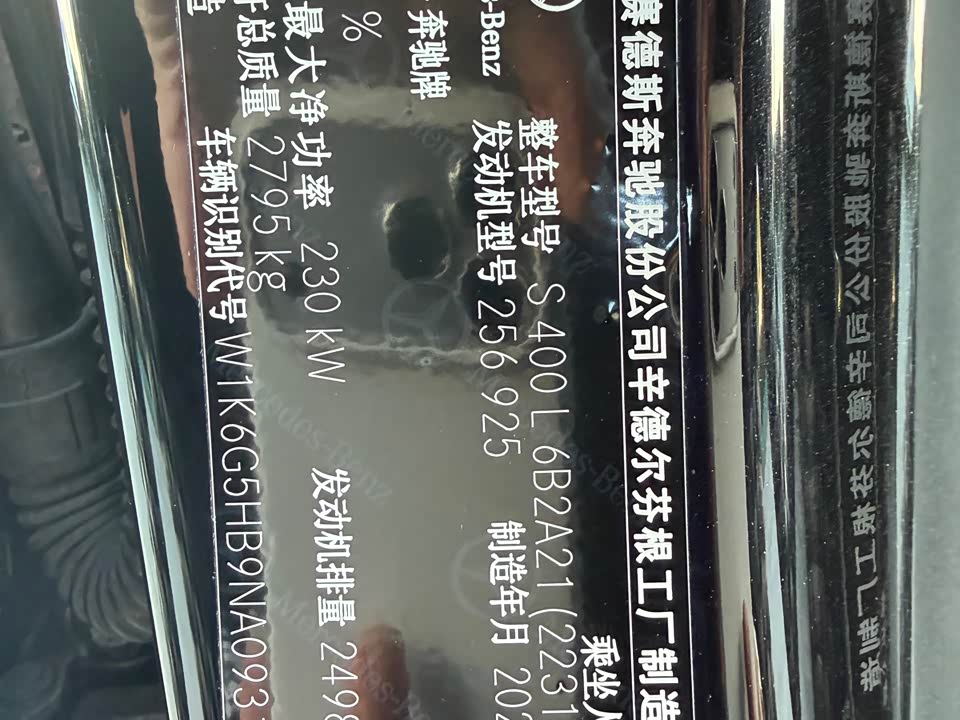 赛德斯奔驰股份公司辛德尔芬根工厂制造
乘坐人
-Benz 整车型号 S 400 L 6B2A21(2231
奔驰牌 发动机型号 256 925 制造年月 202
%
最大净功率 230 kW 发动机排量 2498
总质量 2795 kg
造 车辆识别代号 W1K6G5HB9NA093